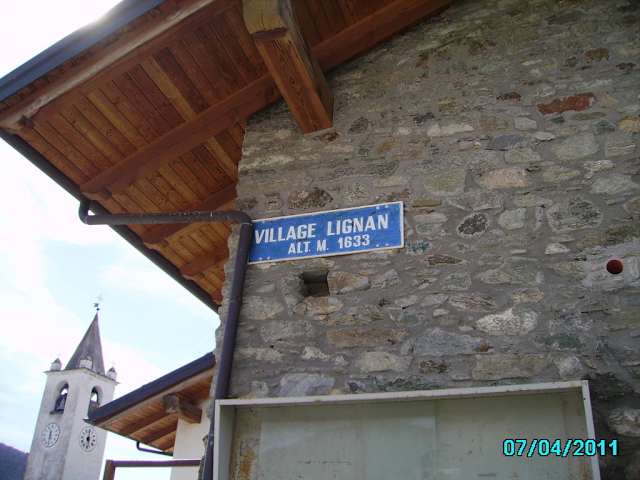 VILLAGE LIGNAN
ALT. M. 1633
07/04/2011